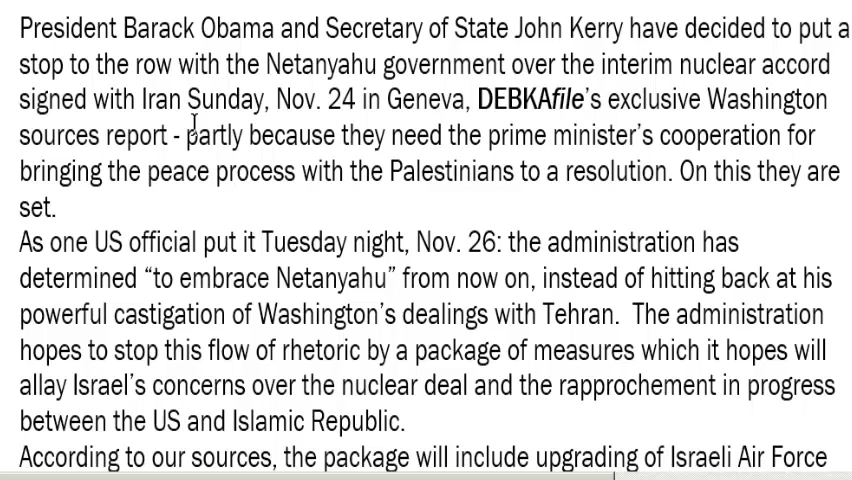 President Barack Obama and Secretary of State John Kerry have decided to put a
stop to the row with the Netanyahu government over the interim nuclear accord
signed with Iran Sunday, Nov. 24 in Geneva, DEBKAfile's exclusive Washington
sources report - partly because they need the prime minister's cooperation for
bringing the peace process with the Palestinians to a resolution. On this they are
set.
As one US official put it Tuesday night, Nov. 26: the administration has
determined “to embrace Netanyahu” from now on, instead of hitting back at his
powerful castigation of Washington's dealings with Tehran.  The administration
hopes to stop this flow of rhetoric by a package of measures which it hopes will
allay Israel's concerns over the nuclear deal and the rapprochement in progress
between the US and Islamic Republic.
According to our sources, the package will include upgrading of Israeli Air Force